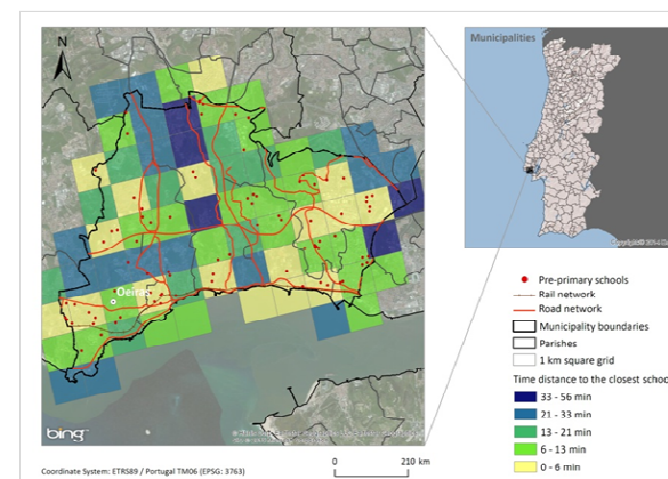 N
Municipalities
Oeiras
bing
Pre-primary schools
Rail network
Road network
Municipality boundaries
Parishes
1 km square grid
Time distance to the closest schoo
33 - 56 min
21 - 33 min
13 - 21 min
6 - 13 min
0 - 6 min
Coordinate System: ETRS89 / Portugal TM06 (EPSG: 3763)
0
210 km